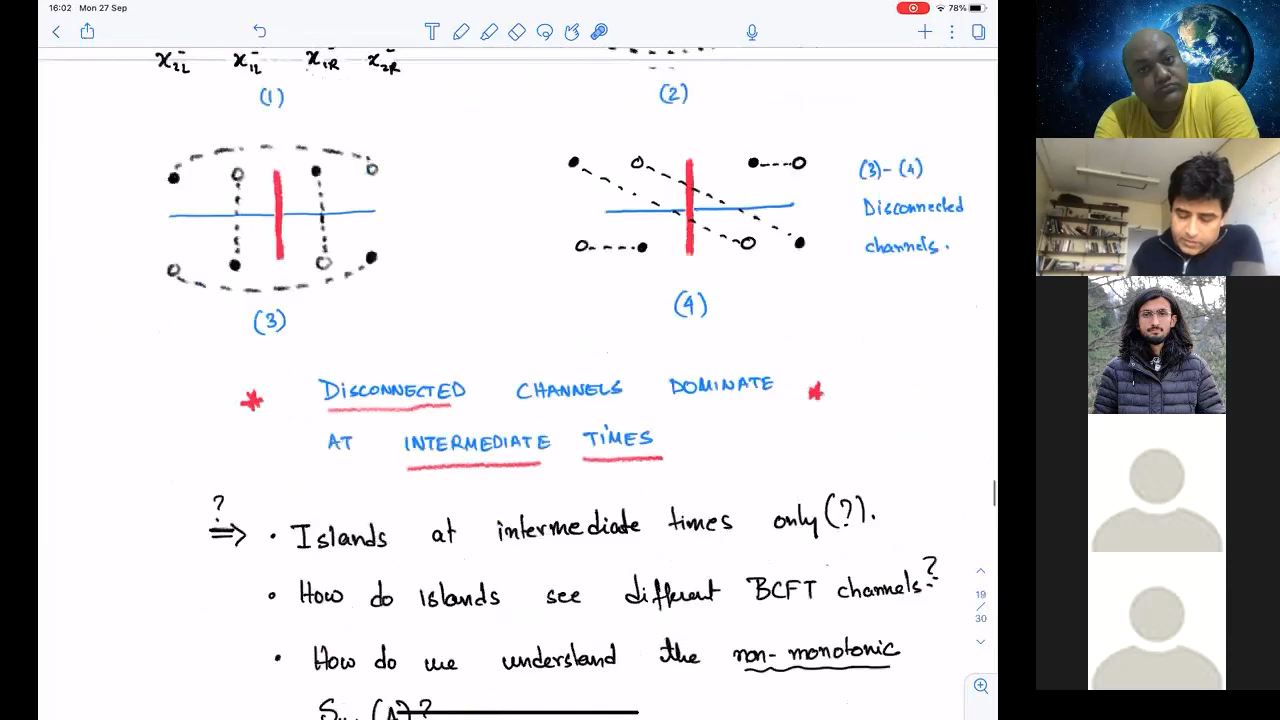 16:02 Mon 27 Sep
78%
x₂L⁻ x₁L⁻ x₁R⁻ x₂R⁻
(1)
(2)
(3)
(4)
(3)-(4)
Disconnected
channels.
* DISCONNECTED CHANNELS DOMINATE *
AT INTERMEDIATE TIMES
?
⇒ • Islands at intermediate times only(?).
• How do islands see different BCFT channels?
• How do we understand the non-monotonic
19
/
30